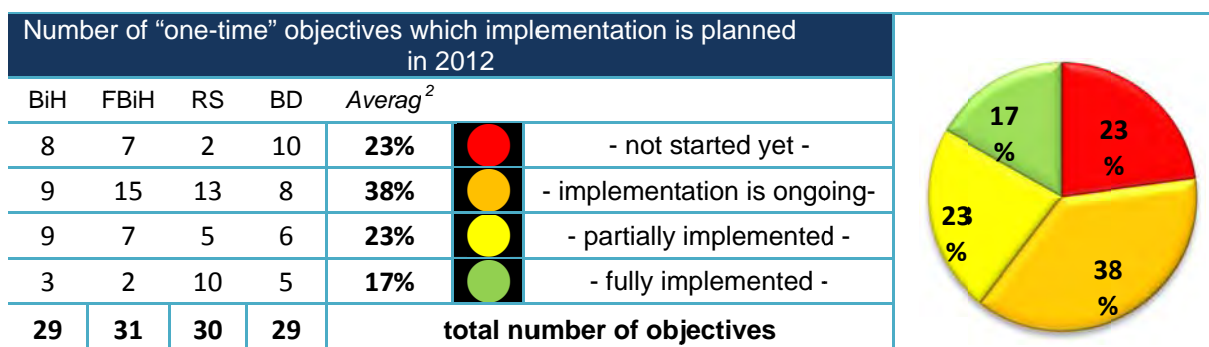 Number of “one-time” objectives which implementation is planned
in 2012
BiH FBiH RS BD Averag2
8 7 2 10 23% - not started yet -
9 15 13 8 38% - implementation is ongoing-
9 7 5 6 23% - partially implemented -
3 2 10 5 17% - fully implemented -
29 31 30 29 total number of objectives
17
%
23
%
23
%
38
%